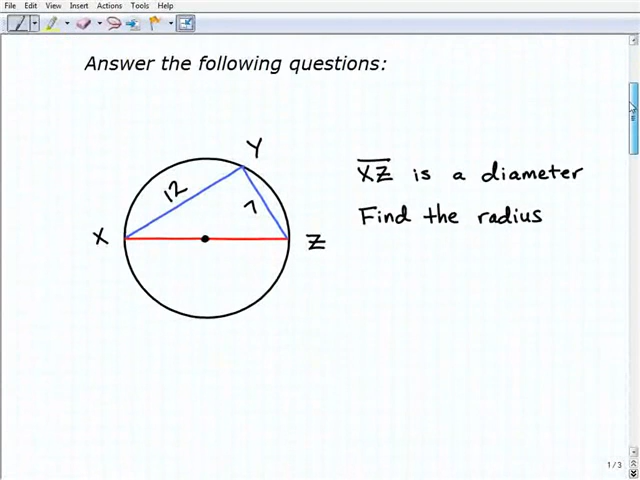 File Edit View Insert Actions Tools Help
Answer the following questions:
Y
12
7
X
Z
XZ is a diameter
Find the radius
1 / 3